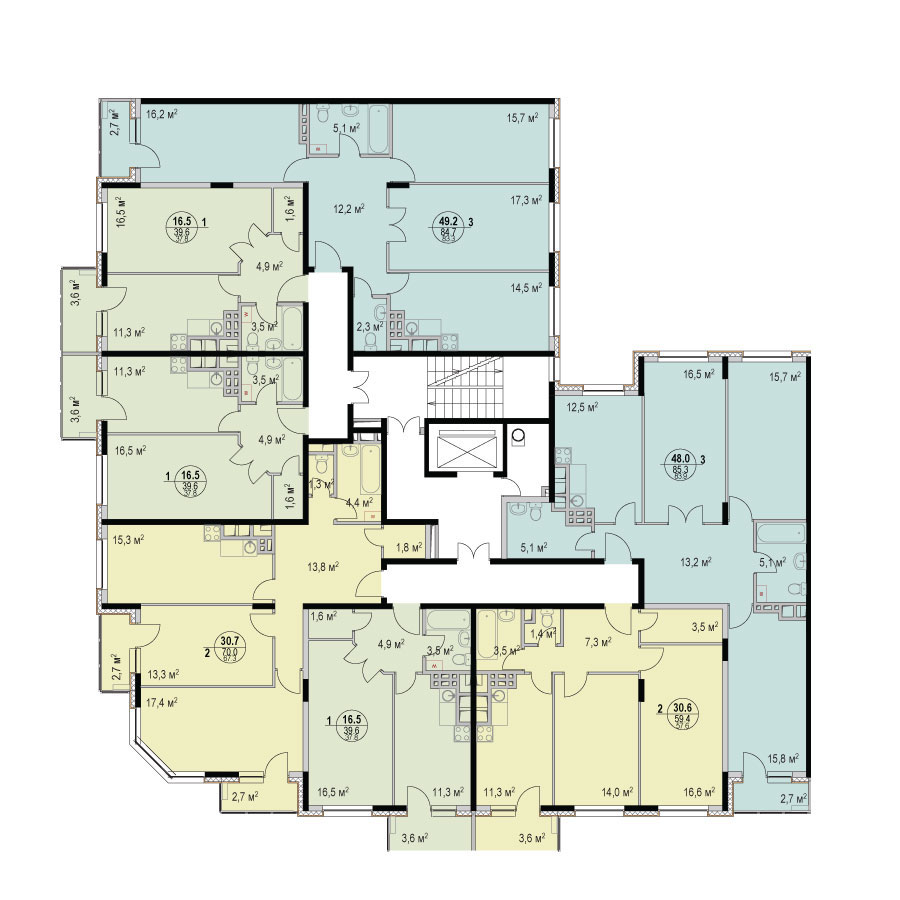 2,7 м²
16,2 м²
5,1 м²
15,7 м²
16,5 м²
16.5
39.6
37.8
1
1,6 м²
12,2 м²
49.2
84.7
83.3
3
17,3 м²
4,9 м²
3,6 м²
11,3 м²
3,5 м²
2,3 м²
14,5 м²
3,6 м²
11,3 м²
3,5 м²
4,9 м²
16,5 м²
1
16.5
39.6
37.8
1,6 м²
12,5 м²
16,5 м²
15,7 м²
48.0
85.3
83.9
3
1,3 м²
4,4 м²
15,3 м²
13,8 м²
1,8 м²
5,1 м²
13,2 м²
5,1 м²
1,6 м²
4,9 м²
3,5 м²
3,5 м²
1,4 м²
7,3 м²
3,5 м²
2,7 м²
13,3 м²
2
30.7
70.0
67.3
17,4 м²
1
16.5
39.6
37.8
2
30.6
59.4
57.6
15,8 м²
2,7 м²
16,5 м²
11,3 м²
11,3 м²
14,0 м²
16,6 м²
2,7 м²
3,6 м²
3,6 м²